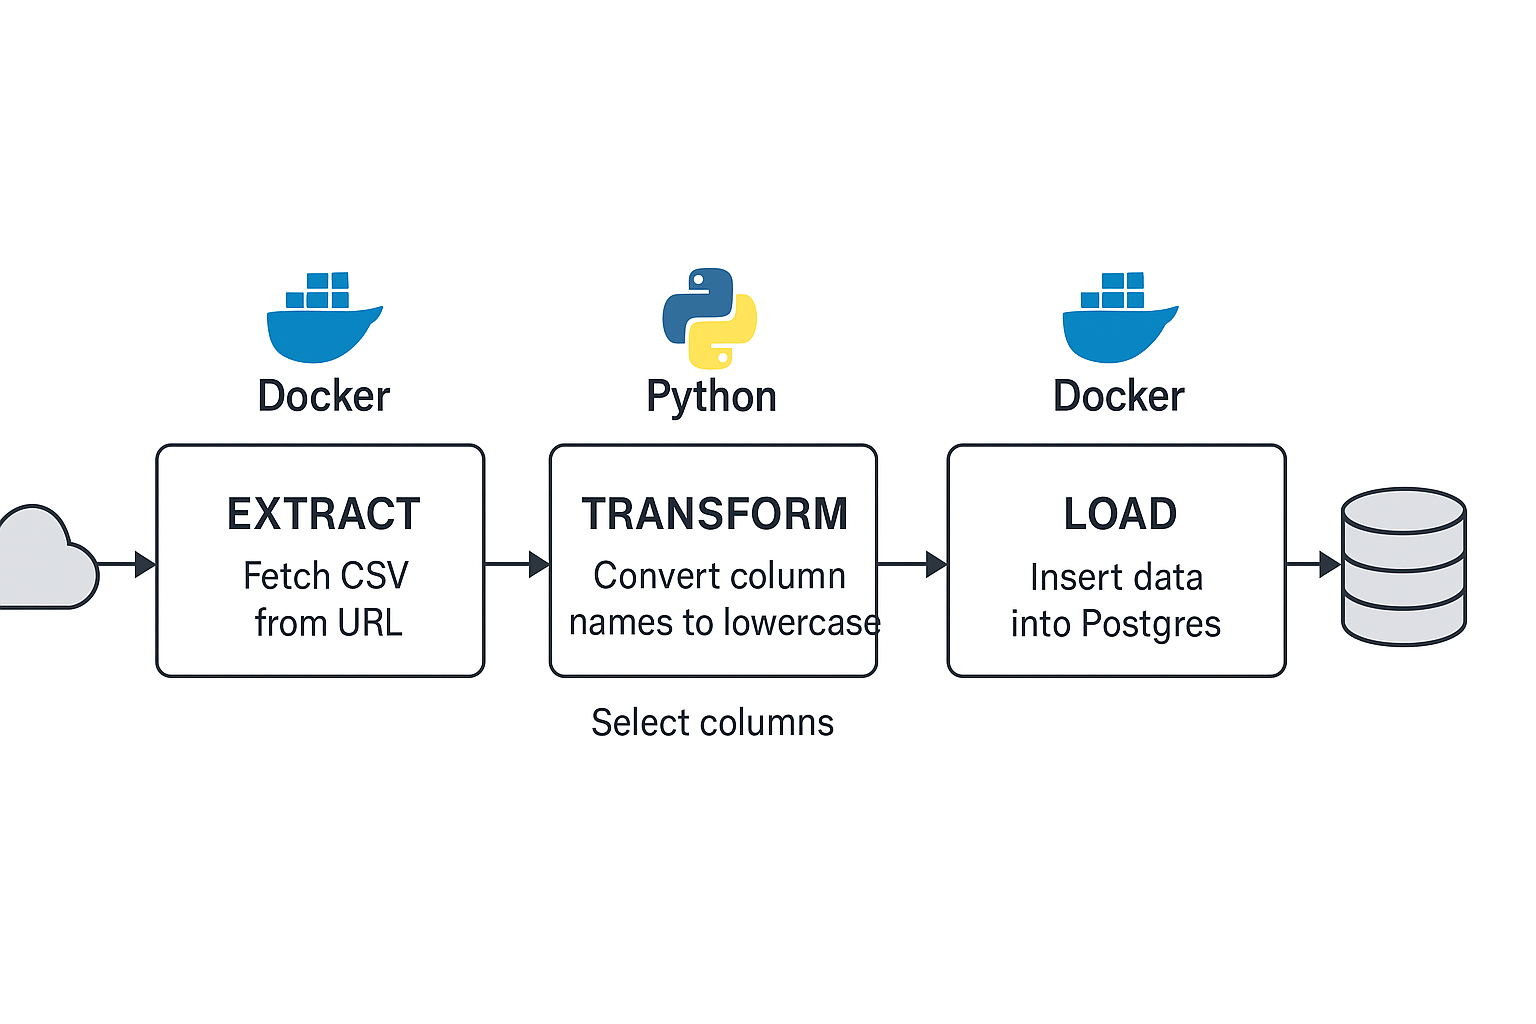 Docker
Python
Docker
EXTRACT
Fetch CSV
from URL
TRANSFORM
Convert column
names to lowercase
Select columns
LOAD
Insert data
into Postgres